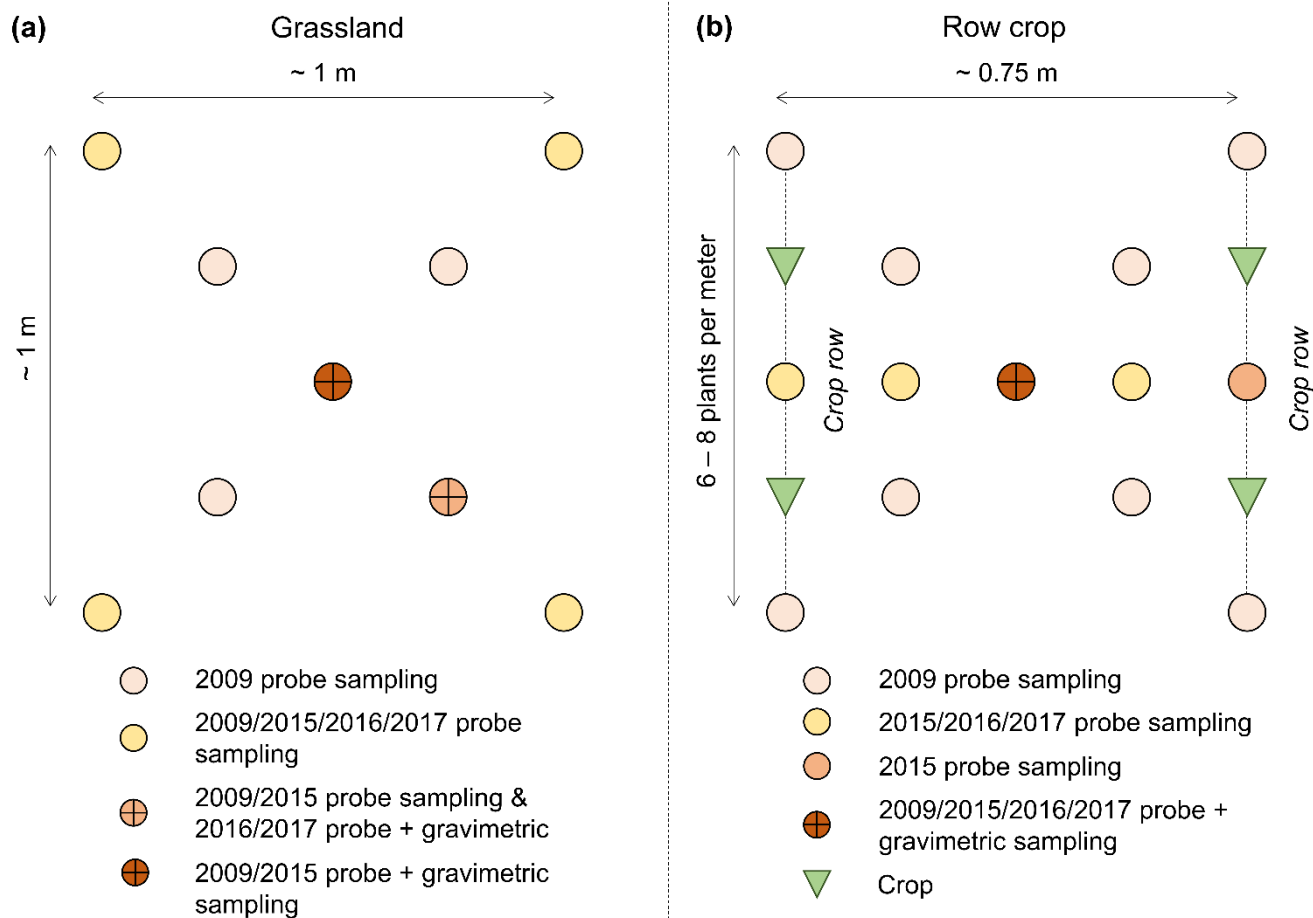 (a)
Grassland
~ 1 m
~ 1 m
2009 probe sampling
2009/2015/2016/2017 probe
sampling
2009/2015 probe sampling &
2016/2017 probe + gravimetric
2009/2015 probe + gravimetric
sampling
(b)
Row crop
~ 0.75 m
6 – 8 plants per meter
Crop row
Crop row
2009 probe sampling
2015/2016/2017 probe sampling
2015 probe sampling
2009/2015/2016/2017 probe +
gravimetric sampling
Crop